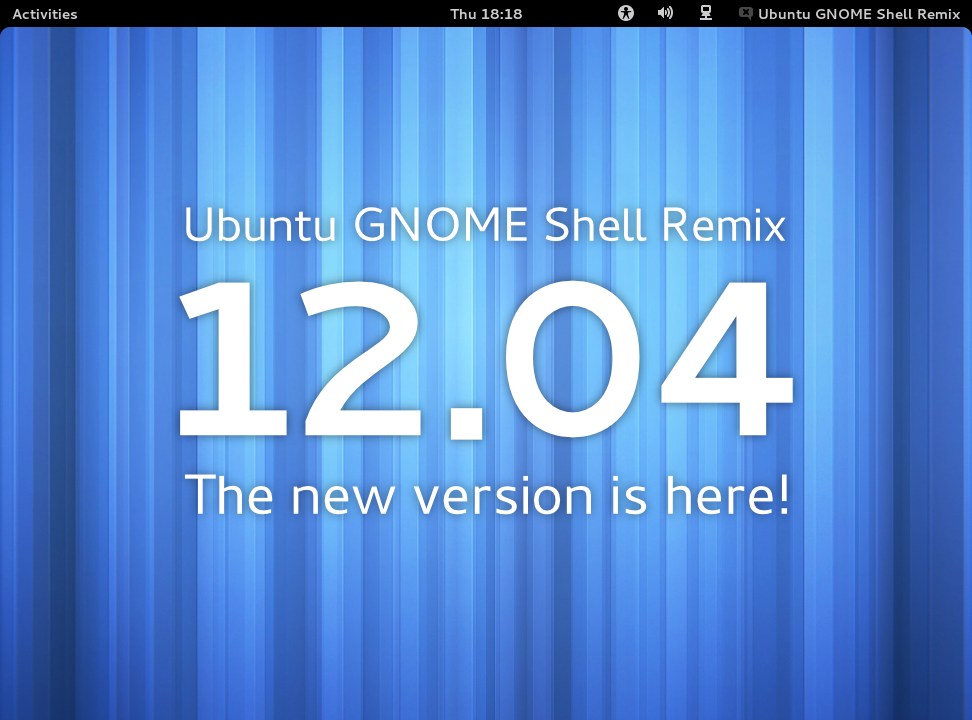 Activities Thu 18:18 Ubuntu GNOME Shell Remix
Ubuntu GNOME Shell Remix
12.04
The new version is here!